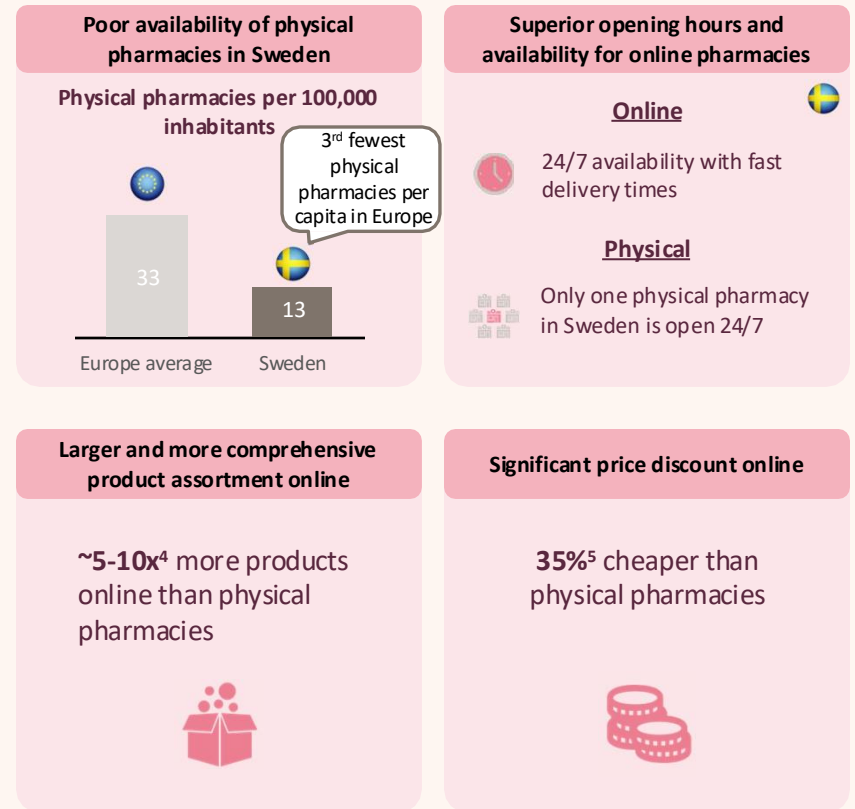 Poor availability of physical
pharmacies in Sweden
Physical pharmacies per 100,000
inhabitants
3rd fewest
physical
pharmacies per
capita in Europe
33
13
Europe average
Sweden
Superior opening hours and
availability for online pharmacies
Online
24/7 availability with fast
delivery times
Physical
Only one physical pharmacy
in Sweden is open 24/7
Larger and more comprehensive
product assortment online
~5-10x4 more products
online than physical
pharmacies
Significant price discount online
35%5 cheaper than
physical pharmacies